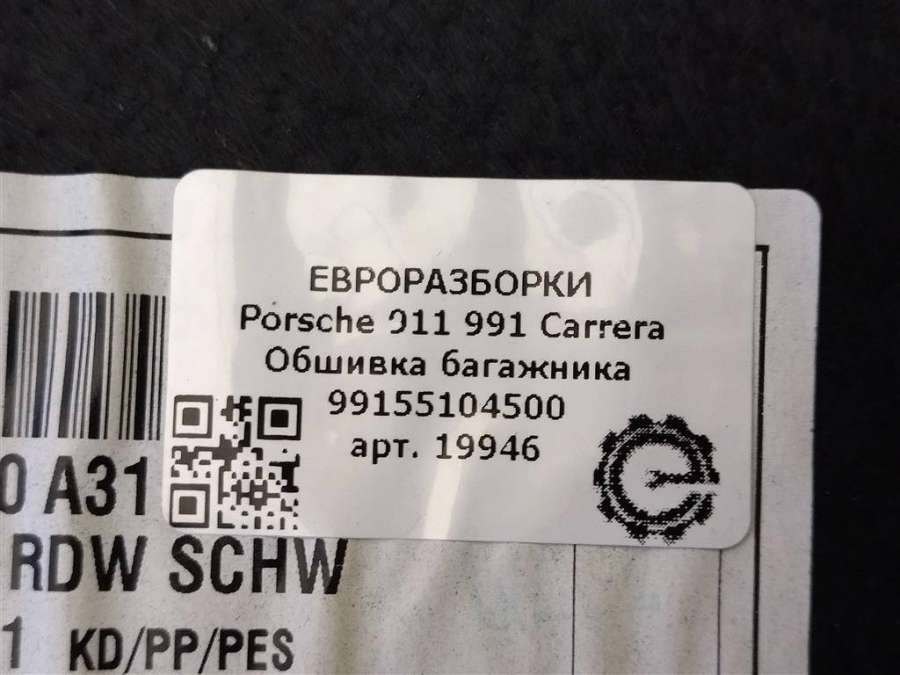 ЕВРОРАЗБОРКИ
Porsche 911 991 Carrera
Обшивка багажника
99155104500
арт. 19946
0 A31
RDW SCHW
1 KD/PP/PES